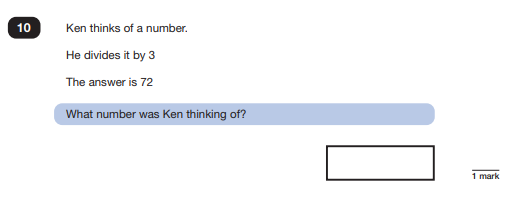 10 Ken thinks of a number.
He divides it by 3
The answer is 72
What number was Ken thinking of?
1 mark